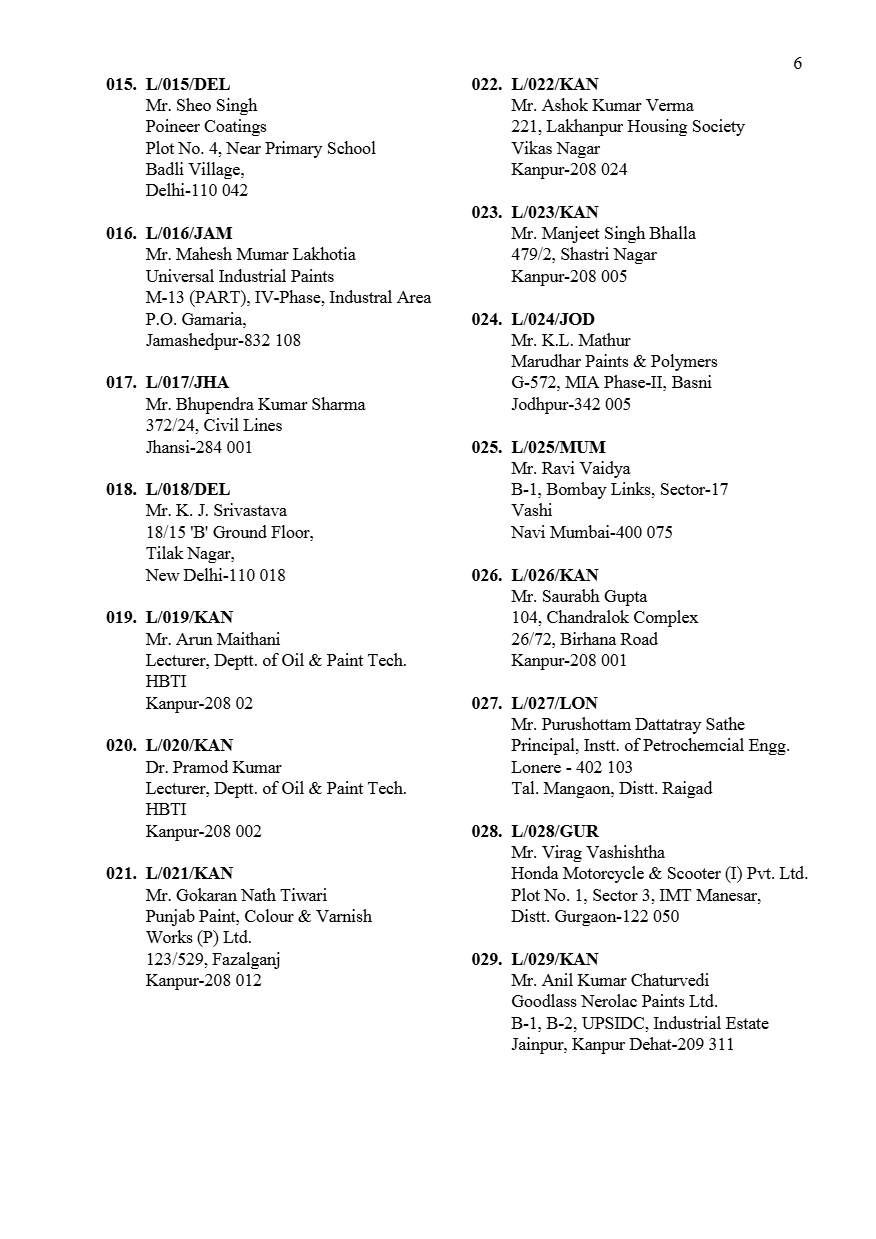 6
015. L/015/DEL
Mr. Sheo Singh
Poineer Coatings
Plot No. 4, Near Primary School
Badli Village,
Delhi-110 042
016. L/016/JAM
Mr. Mahesh Mumar Lakhotia
Universal Industrial Paints
M-13 (PART), IV-Phase, Industral Area
P.O. Gamaria,
Jamashedpur-832 108
017. L/017/JHA
Mr. Bhupendra Kumar Sharma
372/24, Civil Lines
Jhansi-284 001
018. L/018/DEL
Mr. K. J. Srivastava
18/15 'B' Ground Floor,
Tilak Nagar,
New Delhi-110 018
019. L/019/KAN
Mr. Arun Maithani
Lecturer, Deptt. of Oil & Paint Tech.
HBTI
Kanpur-208 02
020. L/020/KAN
Dr. Pramod Kumar
Lecturer, Deptt. of Oil & Paint Tech.
HBTI
Kanpur-208 002
021. L/021/KAN
Mr. Gokaran Nath Tiwari
Punjab Paint, Colour & Varnish
Works (P) Ltd.
123/529, Fazalganj
Kanpur-208 012
022. L/022/KAN
Mr. Ashok Kumar Verma
221, Lakhanpur Housing Society
Vikas Nagar
Kanpur-208 024
023. L/023/KAN
Mr. Manjeet Singh Bhalla
479/2, Shastri Nagar
Kanpur-208 005
024. L/024/JOD
Mr. K.L. Mathur
Marudhar Paints & Polymers
G-572, MIA Phase-II, Basni
Jodhpur-342 005
025. L/025/MUM
Mr. Ravi Vaidya
B-1, Bombay Links, Sector-17
Vashi
Navi Mumbai-400 075
026. L/026/KAN
Mr. Saurabh Gupta
104, Chandralok Complex
26/72, Birhana Road
Kanpur-208 001
027. L/027/LON
Mr. Purushottam Dattatray Sathe
Principal, Instt. of Petrochemcial Engg.
Lonere - 402 103
Tal. Mangaon, Distt. Raigad
028. L/028/GUR
Mr. Virag Vashishtha
Honda Motorcycle & Scooter (I) Pvt. Ltd.
Plot No. 1, Sector 3, IMT Manesar,
Distt. Gurgaon-122 050
029. L/029/KAN
Mr. Anil Kumar Chaturvedi
Goodlass Nerolac Paints Ltd.
B-1, B-2, UPSIDC, Industrial Estate
Jainpur, Kanpur Dehat-209 311